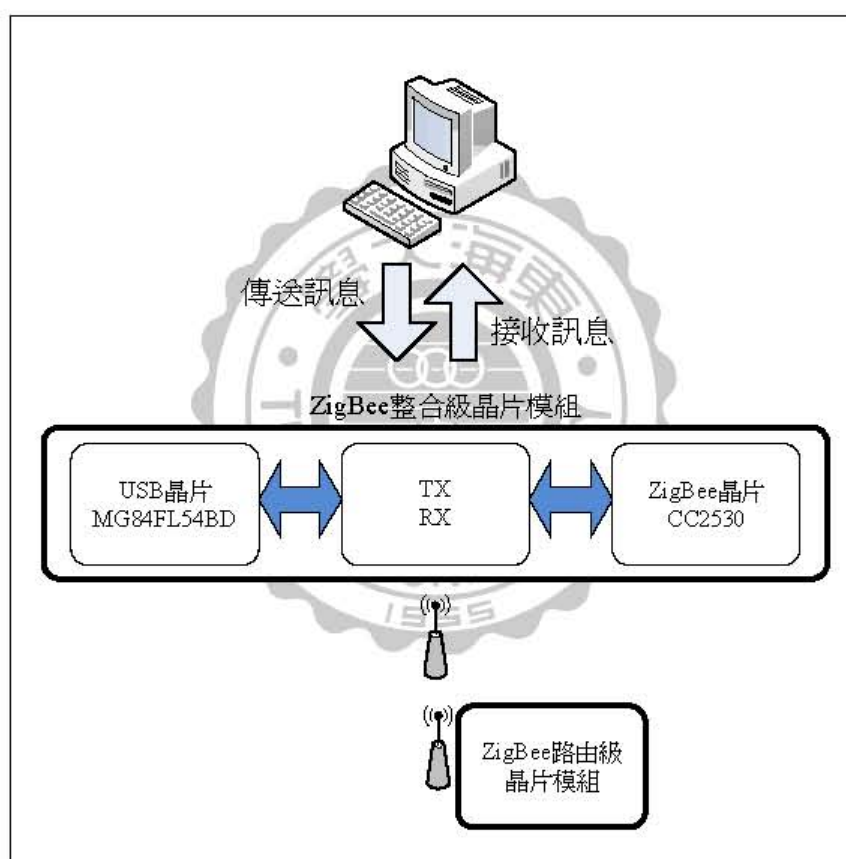 傳送訊息
接收訊息
ZigBee整合級晶片模組
USB晶片
MG84FL54BD
TX
RX
ZigBee晶片
CC2530
1955
ZigBee路由級
晶片模組